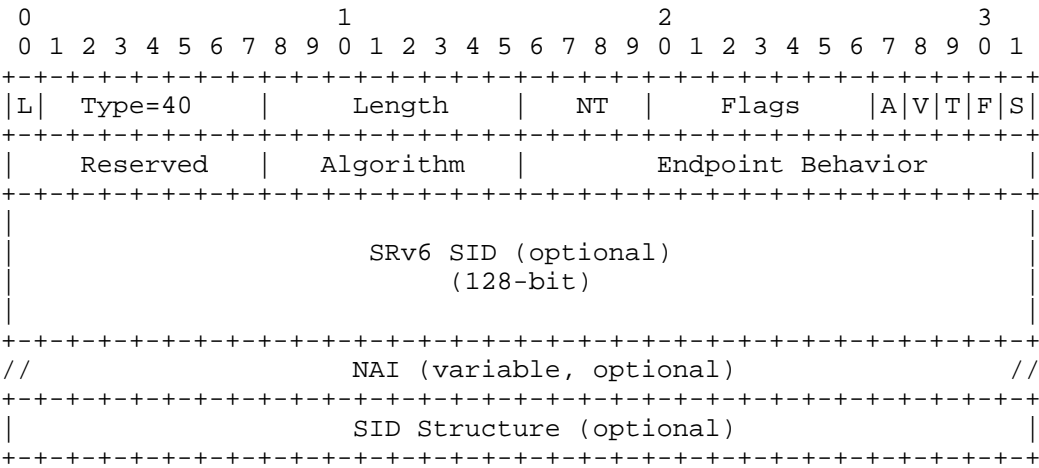 0                   1                   2                   3
 0 1 2 3 4 5 6 7 8 9 0 1 2 3 4 5 6 7 8 9 0 1 2 3 4 5 6 7 8 9 0 1
+-+-+-+-+-+-+-+-+-+-+-+-+-+-+-+-+-+-+-+-+-+-+-+-+-+-+-+-+-+-+-+-+
|L|  Type=40    |     Length    |   NT  |     Flags   |A|V|T|F|S|
+-+-+-+-+-+-+-+-+-+-+-+-+-+-+-+-+-+-+-+-+-+-+-+-+-+-+-+-+-+-+-+-+
|    Reserved   |   Algorithm   |        Endpoint Behavior      |
+-+-+-+-+-+-+-+-+-+-+-+-+-+-+-+-+-+-+-+-+-+-+-+-+-+-+-+-+-+-+-+-+
|                                                               |
|                      SRv6 SID (optional)                      |
|                           (128-bit)                           |
|                                                               |
+-+-+-+-+-+-+-+-+-+-+-+-+-+-+-+-+-+-+-+-+-+-+-+-+-+-+-+-+-+-+-+-+
//                    NAI (variable, optional)                 //
+-+-+-+-+-+-+-+-+-+-+-+-+-+-+-+-+-+-+-+-+-+-+-+-+-+-+-+-+-+-+-+-+
|                     SID Structure (optional)                  |
+-+-+-+-+-+-+-+-+-+-+-+-+-+-+-+-+-+-+-+-+-+-+-+-+-+-+-+-+-+-+-+-+